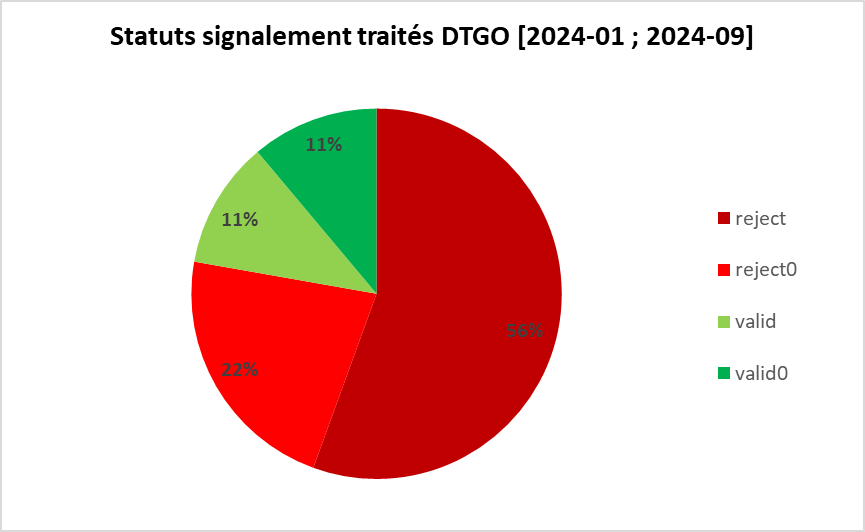 Statuts signalement traités DTGO [2024-01 ; 2024-09]
11%
11%
56%
22%
reject
reject0
valid
valid0